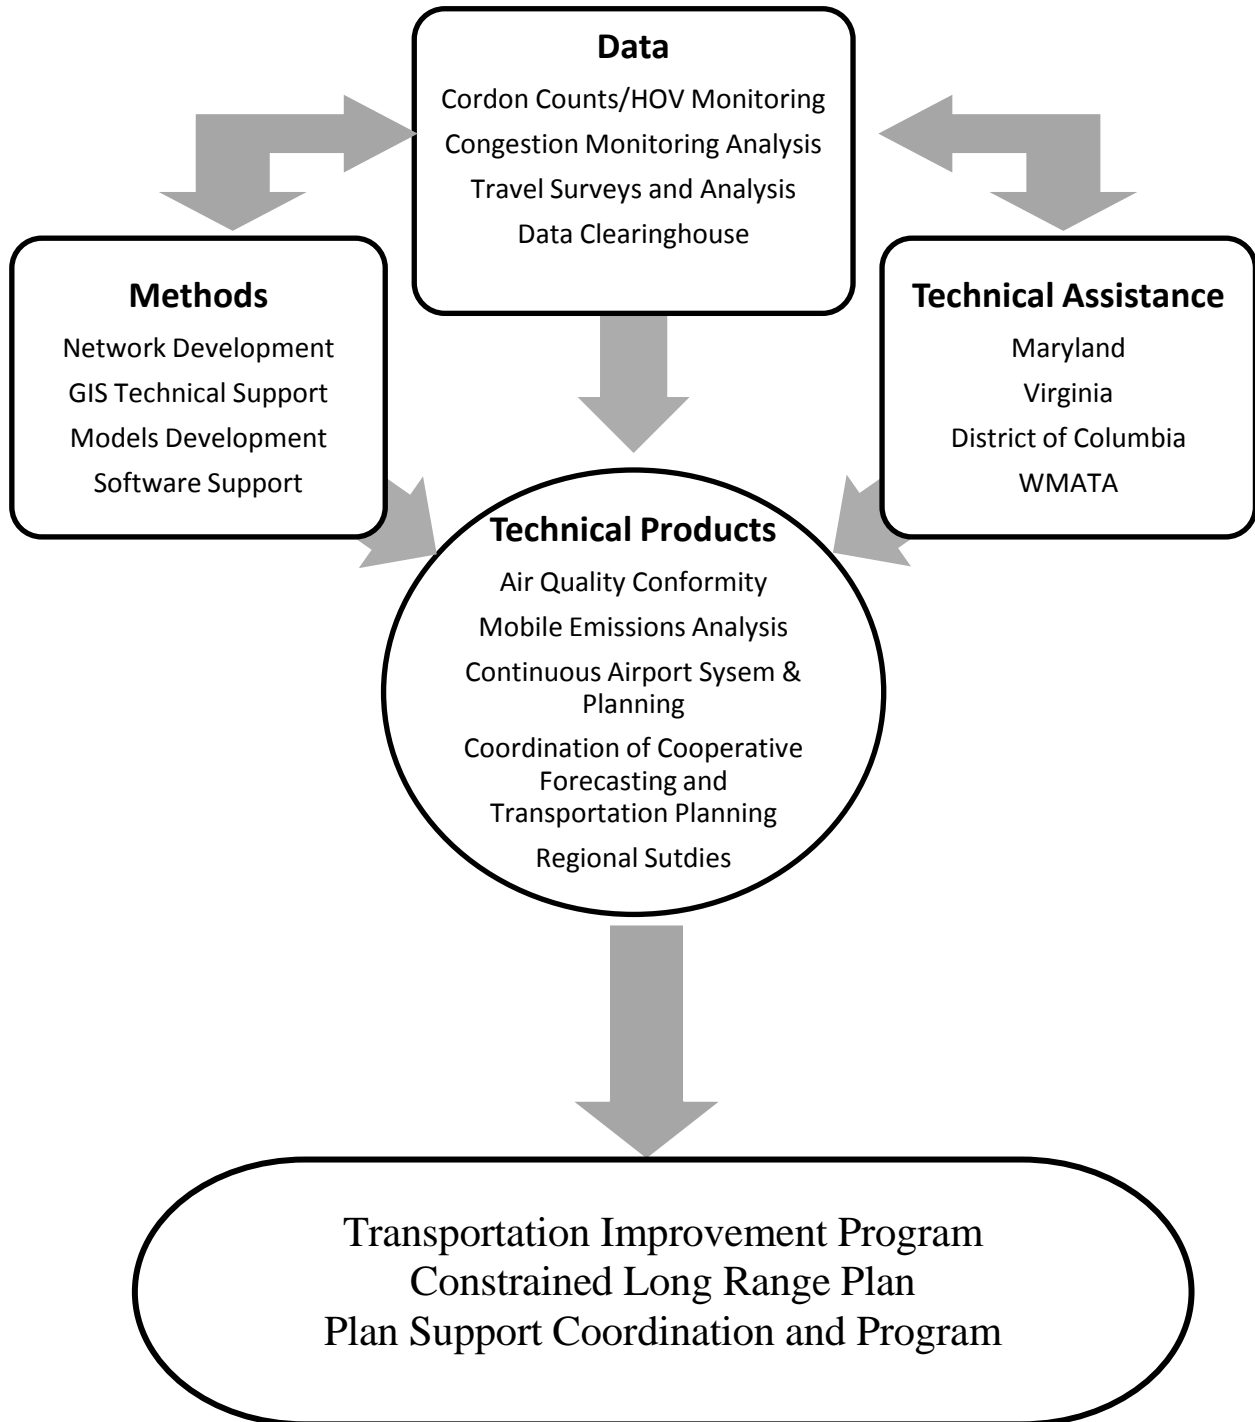 Data
Cordon Counts/HOV Monitoring
Congestion Monitoring Analysis
Travel Surveys and Analysis
Data Clearinghouse
Methods
Network Development
GIS Technical Support
Models Development
Software Support
Technical Assistance
Maryland
Virginia
District of Columbia
WMATA
Technical Products
Air Quality Conformity
Mobile Emissions Analysis
Continuous Airport Sysem &
Planning
Coordination of Cooperative
Forecasting and
Transportation Planning
Regional Sutdies
Transportation Improvement Program
Constrained Long Range Plan
Plan Support Coordination and Program